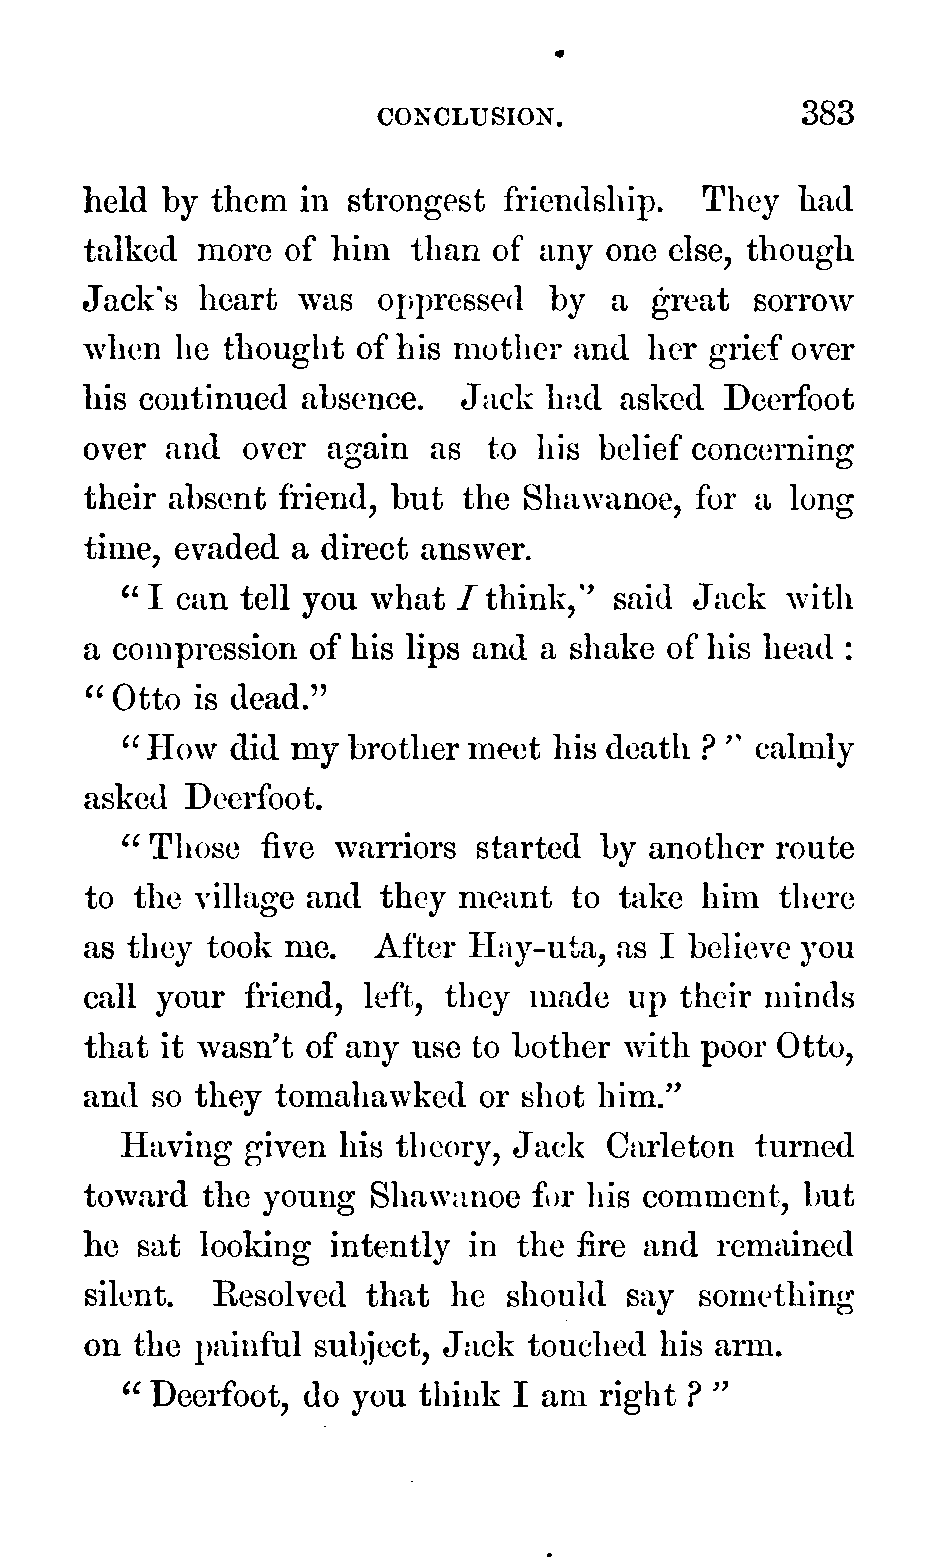 CONCLUSION. 383
held by them in strongest friendship. They had
talked more of him than of any one else, though
Jack's heart was oppressed by a great sorrow
when he thought of his mother and her grief over
his continued absence. Jack had asked Deerfoot
over and over again as to his belief concerning
their absent friend, but the Shawanoe, for a long
time, evaded a direct answer.
“ I can tell you what I think,” said Jack with
a compression of his lips and a shake of his head :
“ Otto is dead.”
“ How did my brother meet his death ? ” calmly
asked Deerfoot.
“ Those five warriors started by another route
to the village and they meant to take him there
as they took me. After Hay-uta, as I believe you
call your friend, left, they made up their minds
that it wasn't of any use to bother with poor Otto,
and so they tomahawked or shot him.”
Having given his theory, Jack Carleton turned
toward the young Shawanoe for his comment, but
he sat looking intently in the fire and remained
silent. Resolved that he should say something
on the painful subject, Jack touched his arm.
“ Deerfoot, do you think I am right ? ”